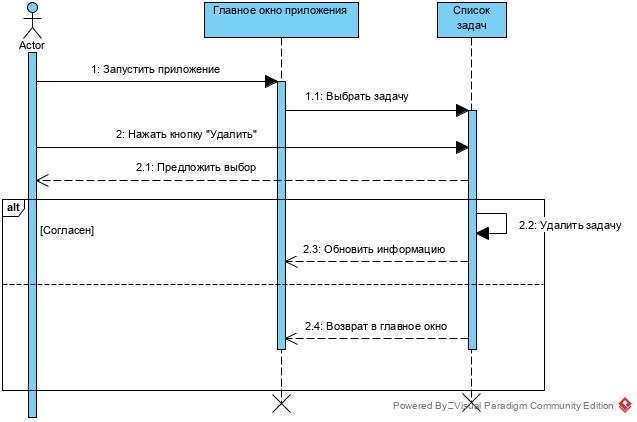 Главное окно приложения
Список
задач
Actor
1: Запустить приложение
1.1: Выбрать задачу
2: Нажать кнопку "Удалить"
2.1: Предложить выбор
alt
[Согласен]
2.2: Удалить задачу
2.3: Обновить информацию
2.4: Возврат в главное окно
Powered By Visual Paradigm Community Edition